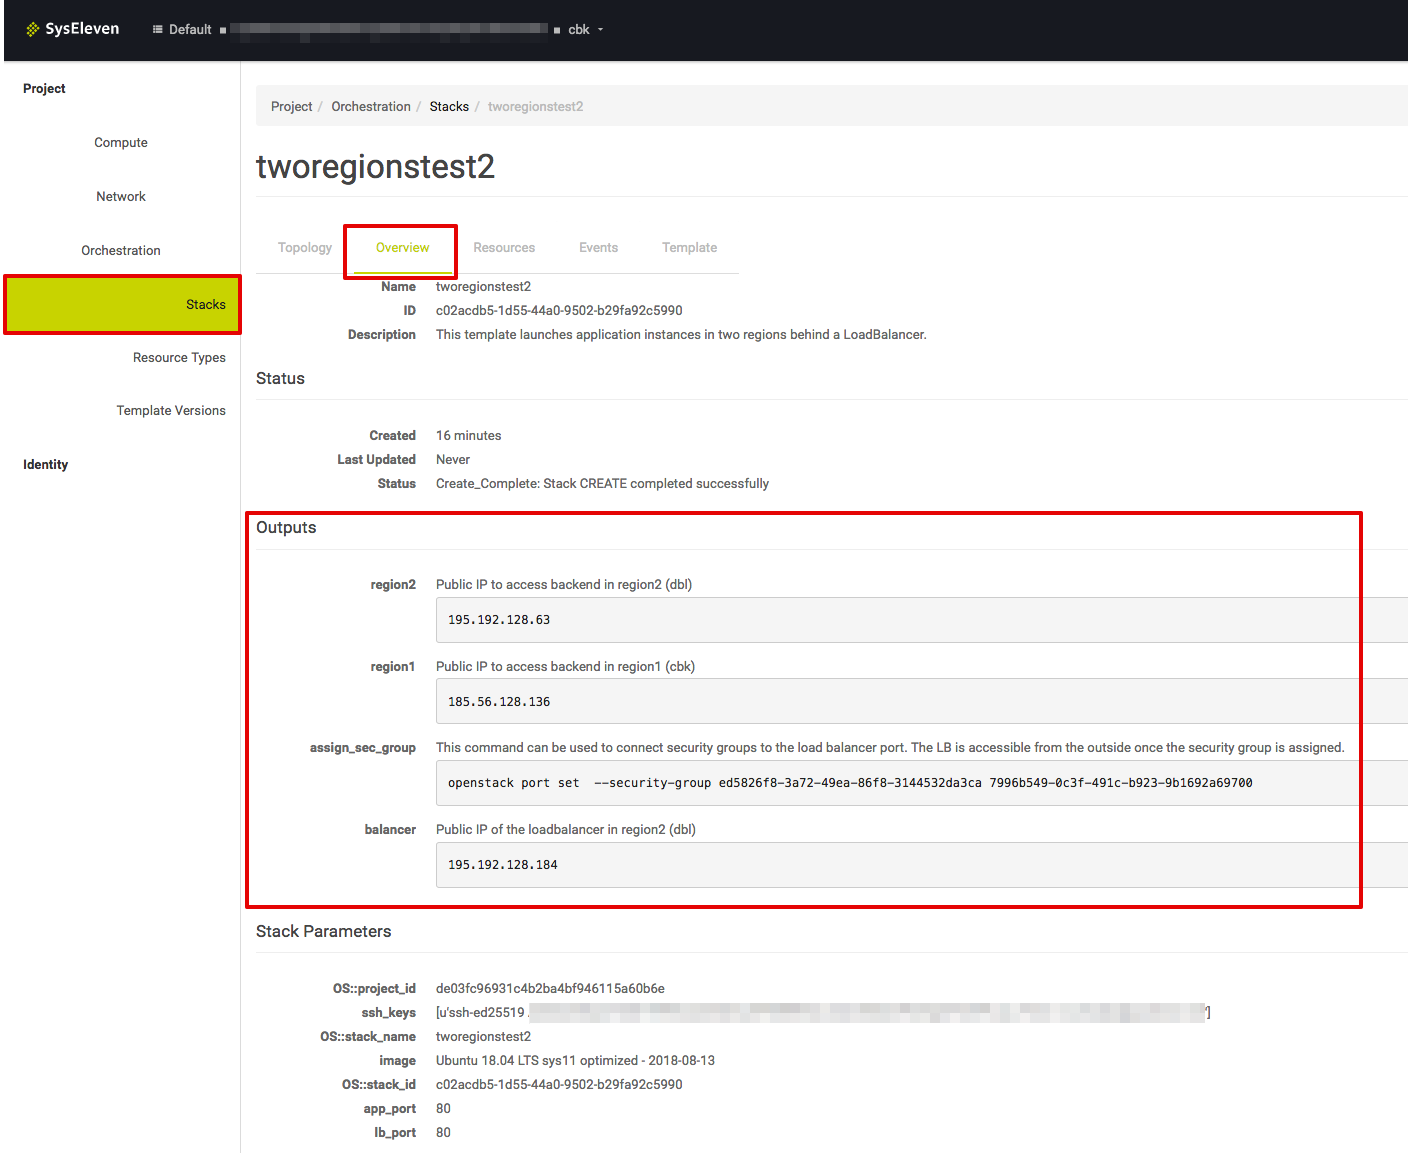 SysEleven Default cbk
Project
Compute
Network
Orchestration
Stacks
Resource Types
Template Versions
Identity
Project / Orchestration / Stacks / tworegionstest2
tworegionstest2
Topology Overview Resources Events Template
Name tworegionstest2
ID c02acdb5-1d55-44a0-9502-b29fa92c5990
Description This template launches application instances in two regions behind a LoadBalancer.
Status
Created 16 minutes
Last Updated Never
Status Create_Complete: Stack CREATE completed successfully
Outputs
region2 Public IP to access backend in region2 (dbl)
195.192.128.63
region1 Public IP to access backend in region1 (cbk)
185.56.128.136
assign_sec_group This command can be used to connect security groups to the load balancer port. The LB is accessible from the outside once the security group is assigned.
openstack port set  --security-group ed5826f8-3a72-49ea-86f8-3144532da3ca 7996b549-0c3f-491c-b923-9b1692a69700
balancer Public IP of the loadbalancer in region2 (dbl)
195.192.128.184
Stack Parameters
OS::project_id de03fc96931c4b2ba4bf946115a60b6e
ssh_keys [u'ssh-ed25519 ']
OS::stack_name tworegionstest2
image Ubuntu 18.04 LTS sys11 optimized - 2018-08-13
OS::stack_id c02acdb5-1d55-44a0-9502-b29fa92c5990
app_port 80
lb_port 80